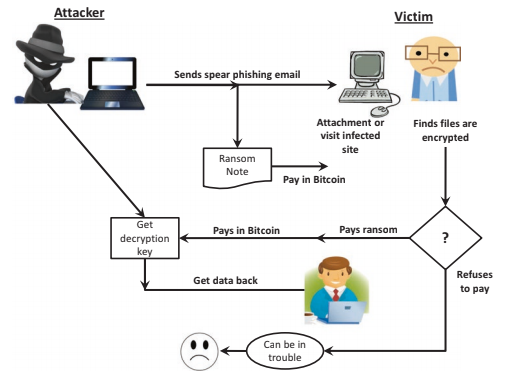 Attacker
Victim
Sends spear phishing email
Attachment or
visit infected
site
Finds files are
encrypted
Ransom
Note
Pay in Bitcoin
Get
decryption
key
Pays in Bitcoin
Pays ransom
?
Refuses
to pay
Get data back
Can be in
trouble